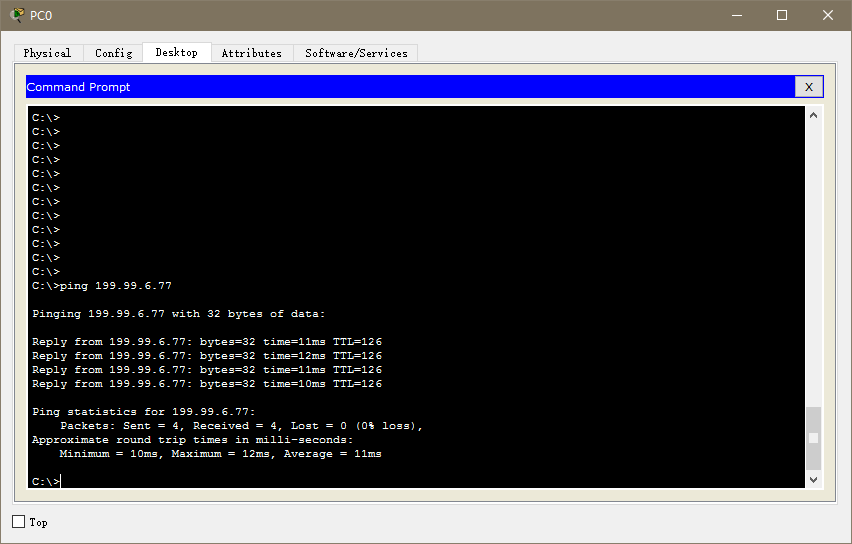 PC0
Physical Config Desktop Attributes Software/Services
Command Prompt X
C:\>
C:\>
C:\>
C:\>
C:\>
C:\>
C:\>
C:\>
C:\>
C:\>
C:\>
C:\>
C:\>ping 199.99.6.77
Pinging 199.99.6.77 with 32 bytes of data:
Reply from 199.99.6.77: bytes=32 time=11ms TTL=126
Reply from 199.99.6.77: bytes=32 time=12ms TTL=126
Reply from 199.99.6.77: bytes=32 time=11ms TTL=126
Reply from 199.99.6.77: bytes=32 time=10ms TTL=126
Ping statistics for 199.99.6.77:
Packets: Sent = 4, Received = 4, Lost = 0 (0% loss),
Approximate round trip times in milli-seconds:
Minimum = 10ms, Maximum = 12ms, Average = 11ms
C:\>
Top